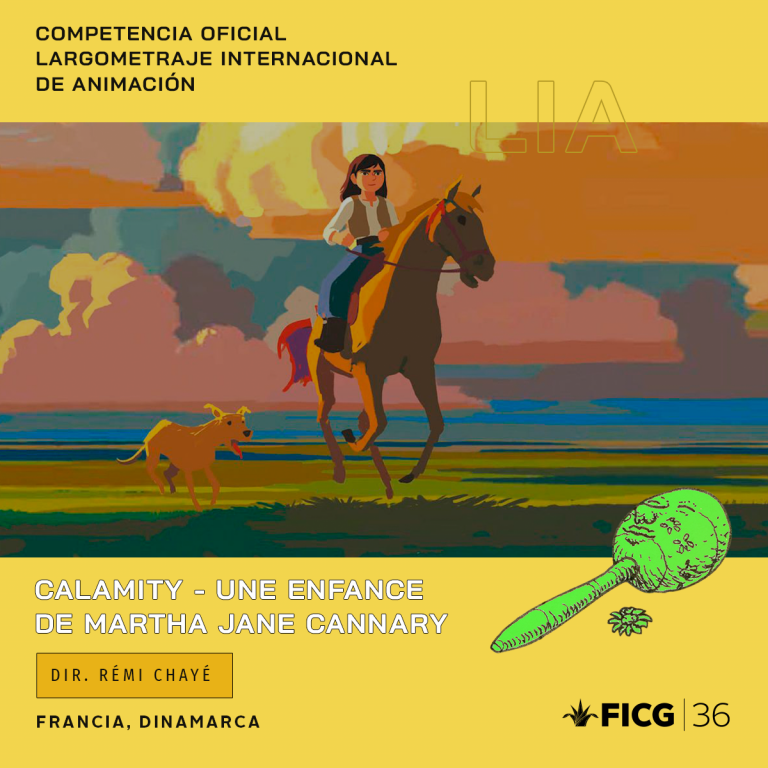 COMPETENCIA OFICIAL
LARGOMETRAJE INTERNACIONAL
DE ANIMACIÓN
LIA
CALAMITY - UNE ENFANCE
DE MARTHA JANE CANNARY
DIR. RÉMI CHAYÉ
FRANCIA, DINAMARCA
FICG | 36